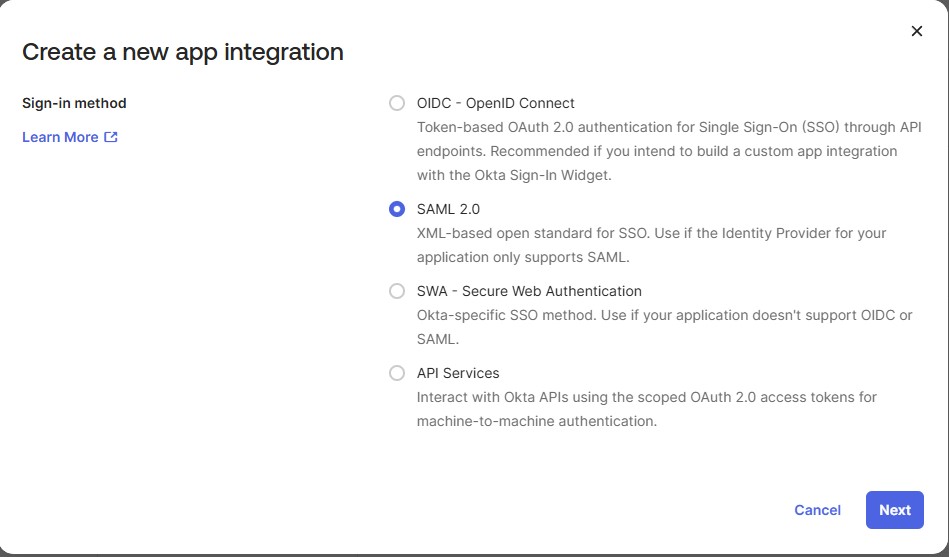 Create a new app integration
Sign-in method
Learn More
OIDC - OpenID Connect
Token-based OAuth 2.0 authentication for Single Sign-On (SSO) through API
endpoints. Recommended if you intend to build a custom app integration
with the Okta Sign-In Widget.
SAML 2.0
XML-based open standard for SSO. Use if the Identity Provider for your
application only supports SAML.
SWA - Secure Web Authentication
Okta-specific SSO method. Use if your application doesn't support OIDC or
SAML.
API Services
Interact with Okta APIs using the scoped OAuth 2.0 access tokens for
machine-to-machine authentication.
Cancel
Next